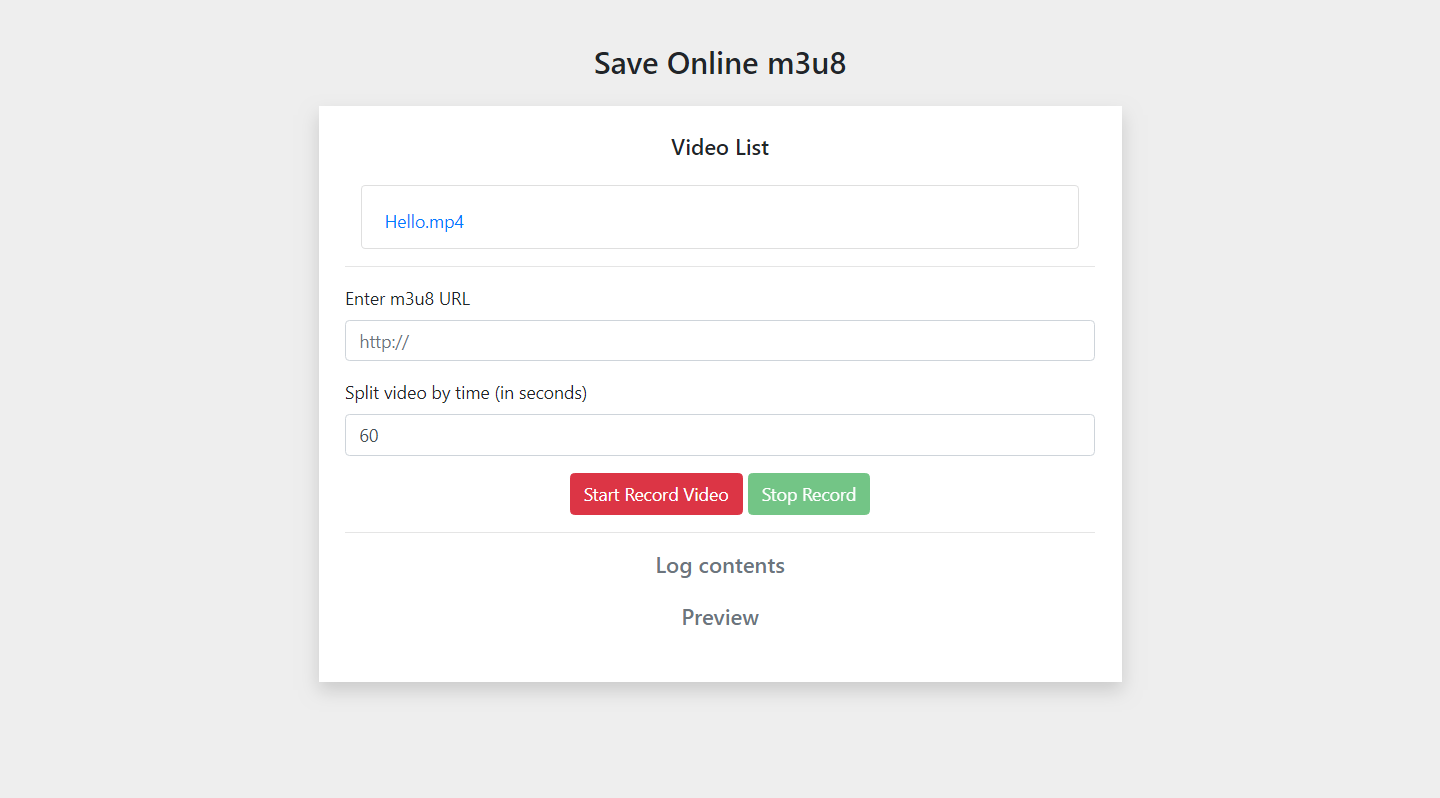 Save Online m3u8
Video List
Hello.mp4
Enter m3u8 URL
http://
Split video by time (in seconds)
60
Start Record Video Stop Record
Log contents
Preview